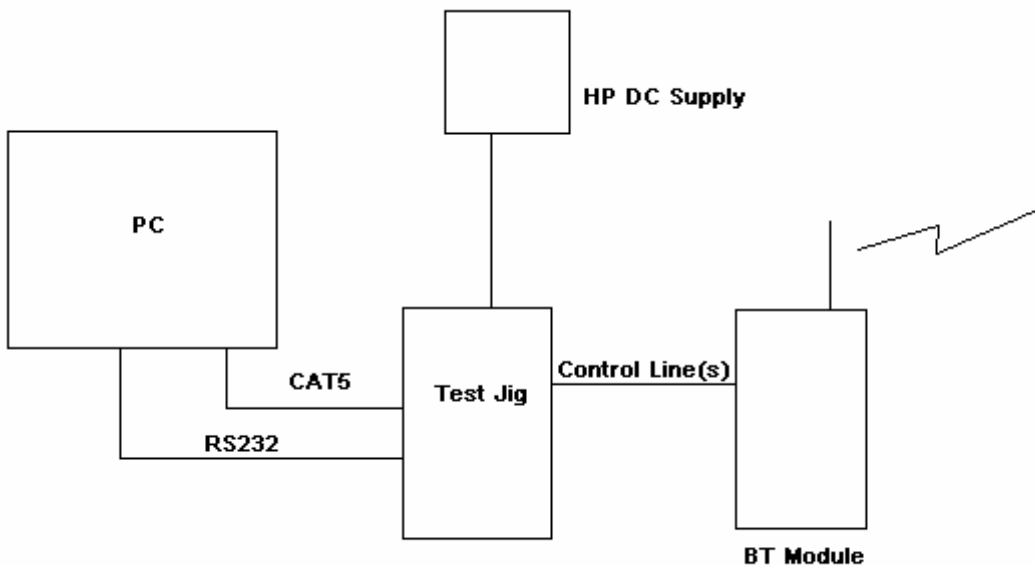 HP DC Supply
PC
CAT5
RS232
Test Jig
Control Line(s)
BT Module